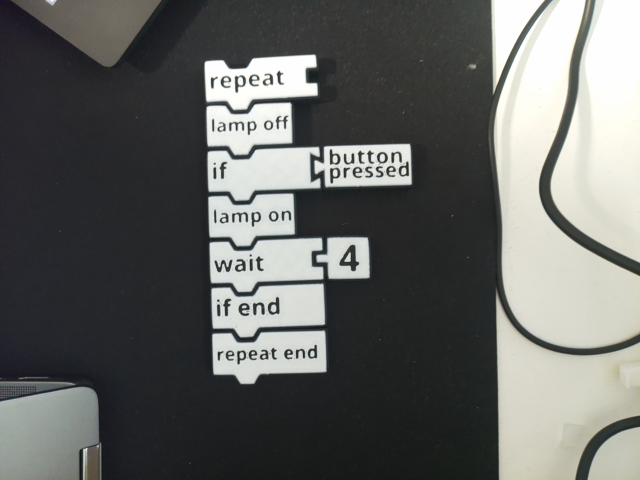 repeat
lamp off
if button pressed
lamp on
wait 4
if end
repeat end